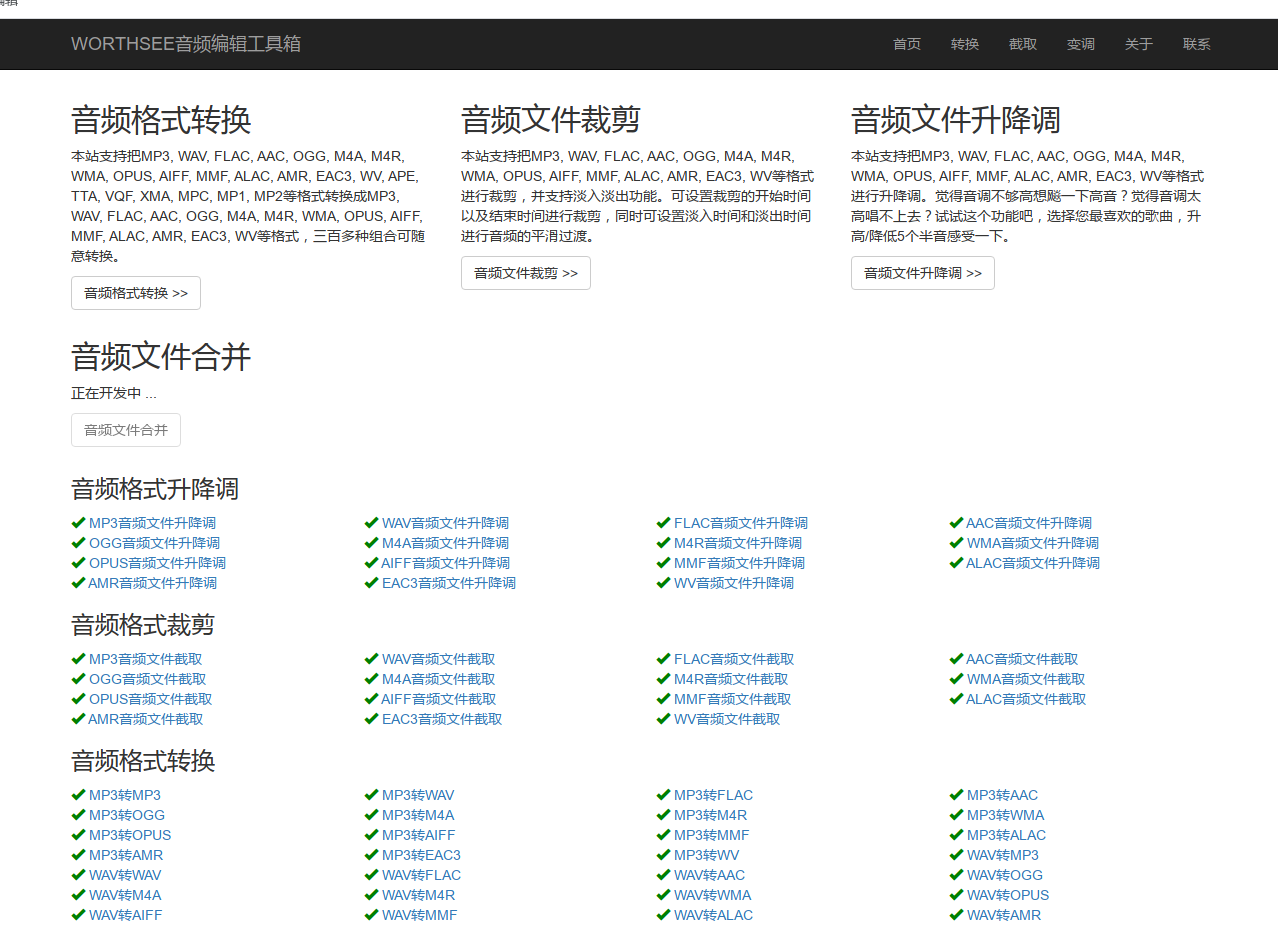 WORTHSEE音频编辑工具箱
首页 转换 截取 变调 关于 联系
音频格式转换
本站支持把MP3, WAV, FLAC, AAC, OGG, M4A, M4R,
WMA, OPUS, AIFF, MMF, ALAC, AMR, EAC3, WV, APE,
TTA, VQF, XMA, MPC, MP1, MP2等格式转换成MP3,
WAV, FLAC, AAC, OGG, M4A, M4R, WMA, OPUS, AIFF,
MMF, ALAC, AMR, EAC3, WV等格式，三百多种组合可随
意转换。
音频格式转换 >>
音频文件裁剪
本站支持把MP3, WAV, FLAC, AAC, OGG, M4A, M4R,
WMA, OPUS, AIFF, MMF, ALAC, AMR, EAC3, WV等格式
进行裁剪，并支持淡入淡出功能。可设置裁剪的开始时间
以及结束时间进行裁剪，同时可设置淡入时间和淡出时间
进行音频的平滑过渡。
音频文件裁剪 >>
音频文件升降调
本站支持把MP3, WAV, FLAC, AAC, OGG, M4A, M4R,
WMA, OPUS, AIFF, MMF, ALAC, AMR, EAC3, WV等格式
进行升降调。觉得音调不够高想飚一下高音？觉得音调太
高唱不上去？试试这个功能吧，选择您最喜欢的歌曲，升
高/降低5个半音感受一下。
音频文件升降调 >>
音频文件合并
正在开发中 ...
音频文件合并
音频格式升降调
MP3音频文件升降调 WAV音频文件升降调 FLAC音频文件升降调 AAC音频文件升降调
OGG音频文件升降调 M4A音频文件升降调 M4R音频文件升降调 WMA音频文件升降调
OPUS音频文件升降调 AIFF音频文件升降调 MMF音频文件升降调 ALAC音频文件升降调
AMR音频文件升降调 EAC3音频文件升降调 WV音频文件升降调
音频格式裁剪
MP3音频文件截取 WAV音频文件截取 FLAC音频文件截取 AAC音频文件截取
OGG音频文件截取 M4A音频文件截取 M4R音频文件截取 WMA音频文件截取
OPUS音频文件截取 AIFF音频文件截取 MMF音频文件截取 ALAC音频文件截取
AMR音频文件截取 EAC3音频文件截取 WV音频文件截取
音频格式转换
MP3转MP3 MP3转WAV MP3转FLAC MP3转AAC
MP3转OGG MP3转M4A MP3转M4R MP3转WMA
MP3转OPUS MP3转AIFF MP3转MMF MP3转ALAC
MP3转AMR MP3转EAC3 MP3转WV WAV转MP3
WAV转WAV WAV转FLAC WAV转AAC WAV转OGG
WAV转M4A WAV转M4R WAV转WMA WAV转OPUS
WAV转AIFF WAV转MMF WAV转ALAC WAV转AMR